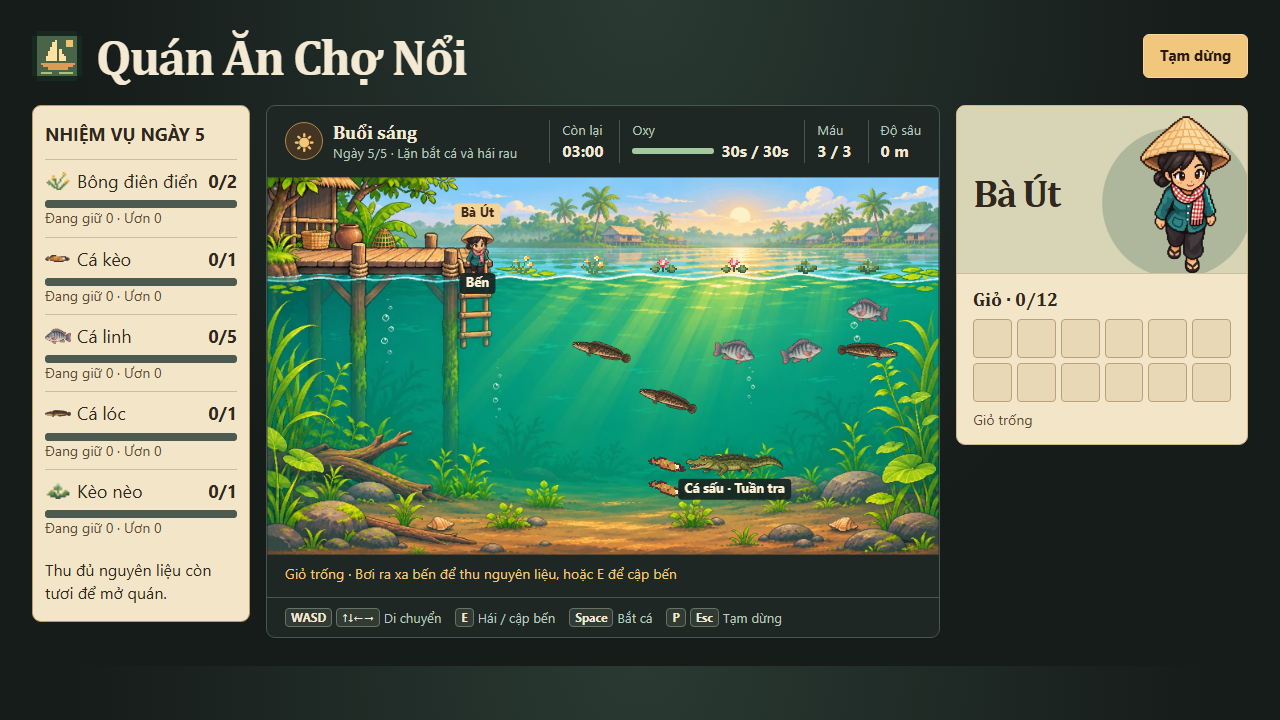 Quán Ăn Chợ Nổi
Tạm dừng
NHIỆM VỤ NGÀY 5
Bông điên điển 0/2
Đang giữ 0 · Ươn 0
Cá kèo 0/1
Đang giữ 0 · Ươn 0
Cá linh 0/5
Đang giữ 0 · Ươn 0
Cá lóc 0/1
Đang giữ 0 · Ươn 0
Kèo nèo 0/1
Đang giữ 0 · Ươn 0
Thu đủ nguyên liệu còn
tươi để mở quán.
Buổi sáng
Ngày 5/5 · Lặn bắt cá và hái rau
Còn lại
03:00
Oxy
30s / 30s
Máu
3 / 3
Độ sâu
0 m
Bà Út
Bến
Cá sấu · Tuần tra
Giỏ trống · Bơi ra xa bến để thu nguyên liệu, hoặc E để cập bến
WASD ↑↓←→ Di chuyển E Hái / cập bến Space Bắt cá P Esc Tạm dừng
Bà Út
Giỏ · 0/12
Giỏ trống